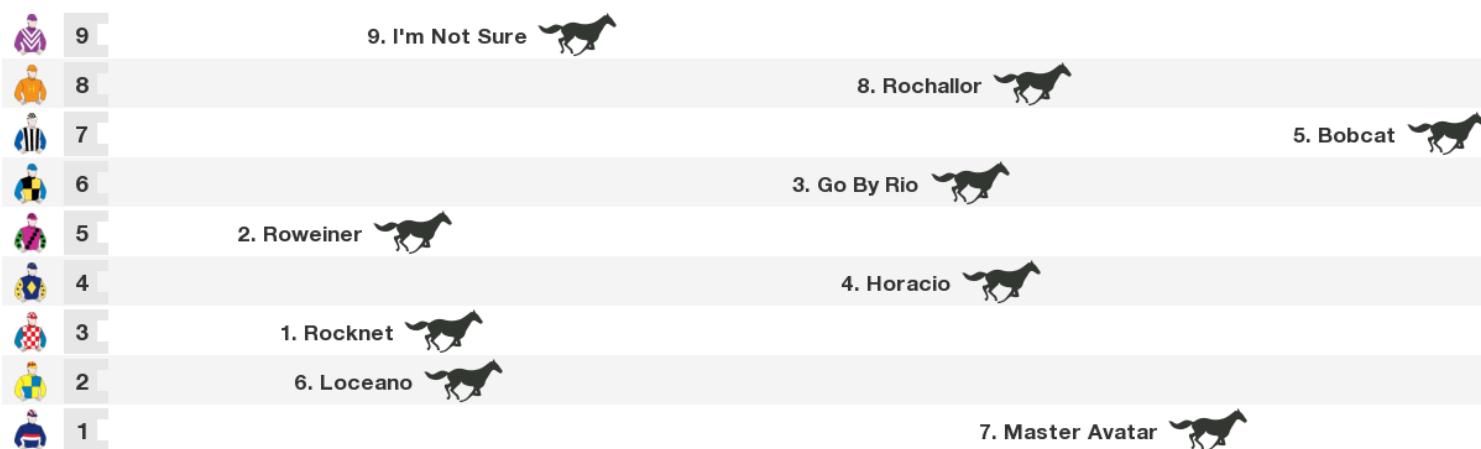 9 9. I'm Not Sure
8 8. Rochallor
7 5. Bobcat
6 3. Go By Rio
5 2. Roweiner
4 4. Horacio
3 1. Rocknet
2 6. Loceano
1 7. Master Avatar